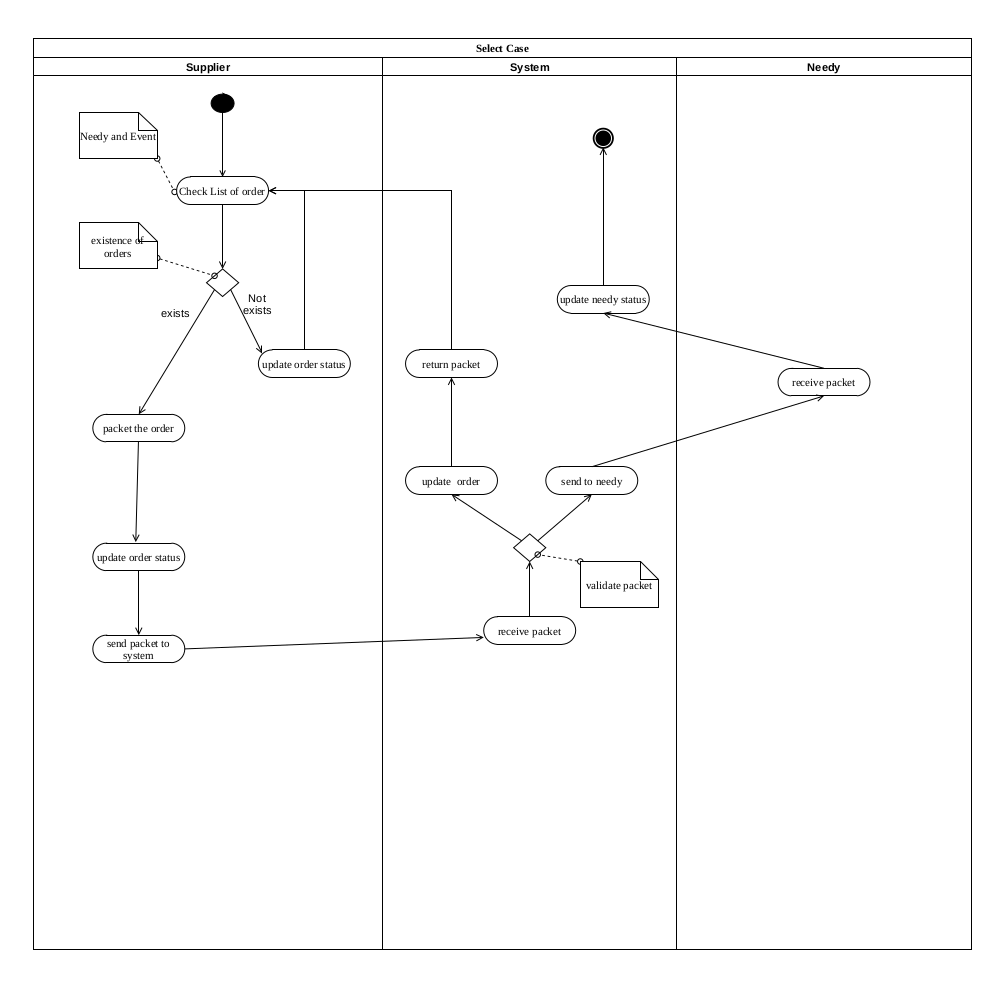 Select Case
Supplier
System
Needy
Needy and Event
Check List of order
existence of
orders
Not
exists
exists
update needy status
update order status
return packet
receive packet
packet the order
update  order
send to needy
update order status
validate packet
receive packet
send packet to
system